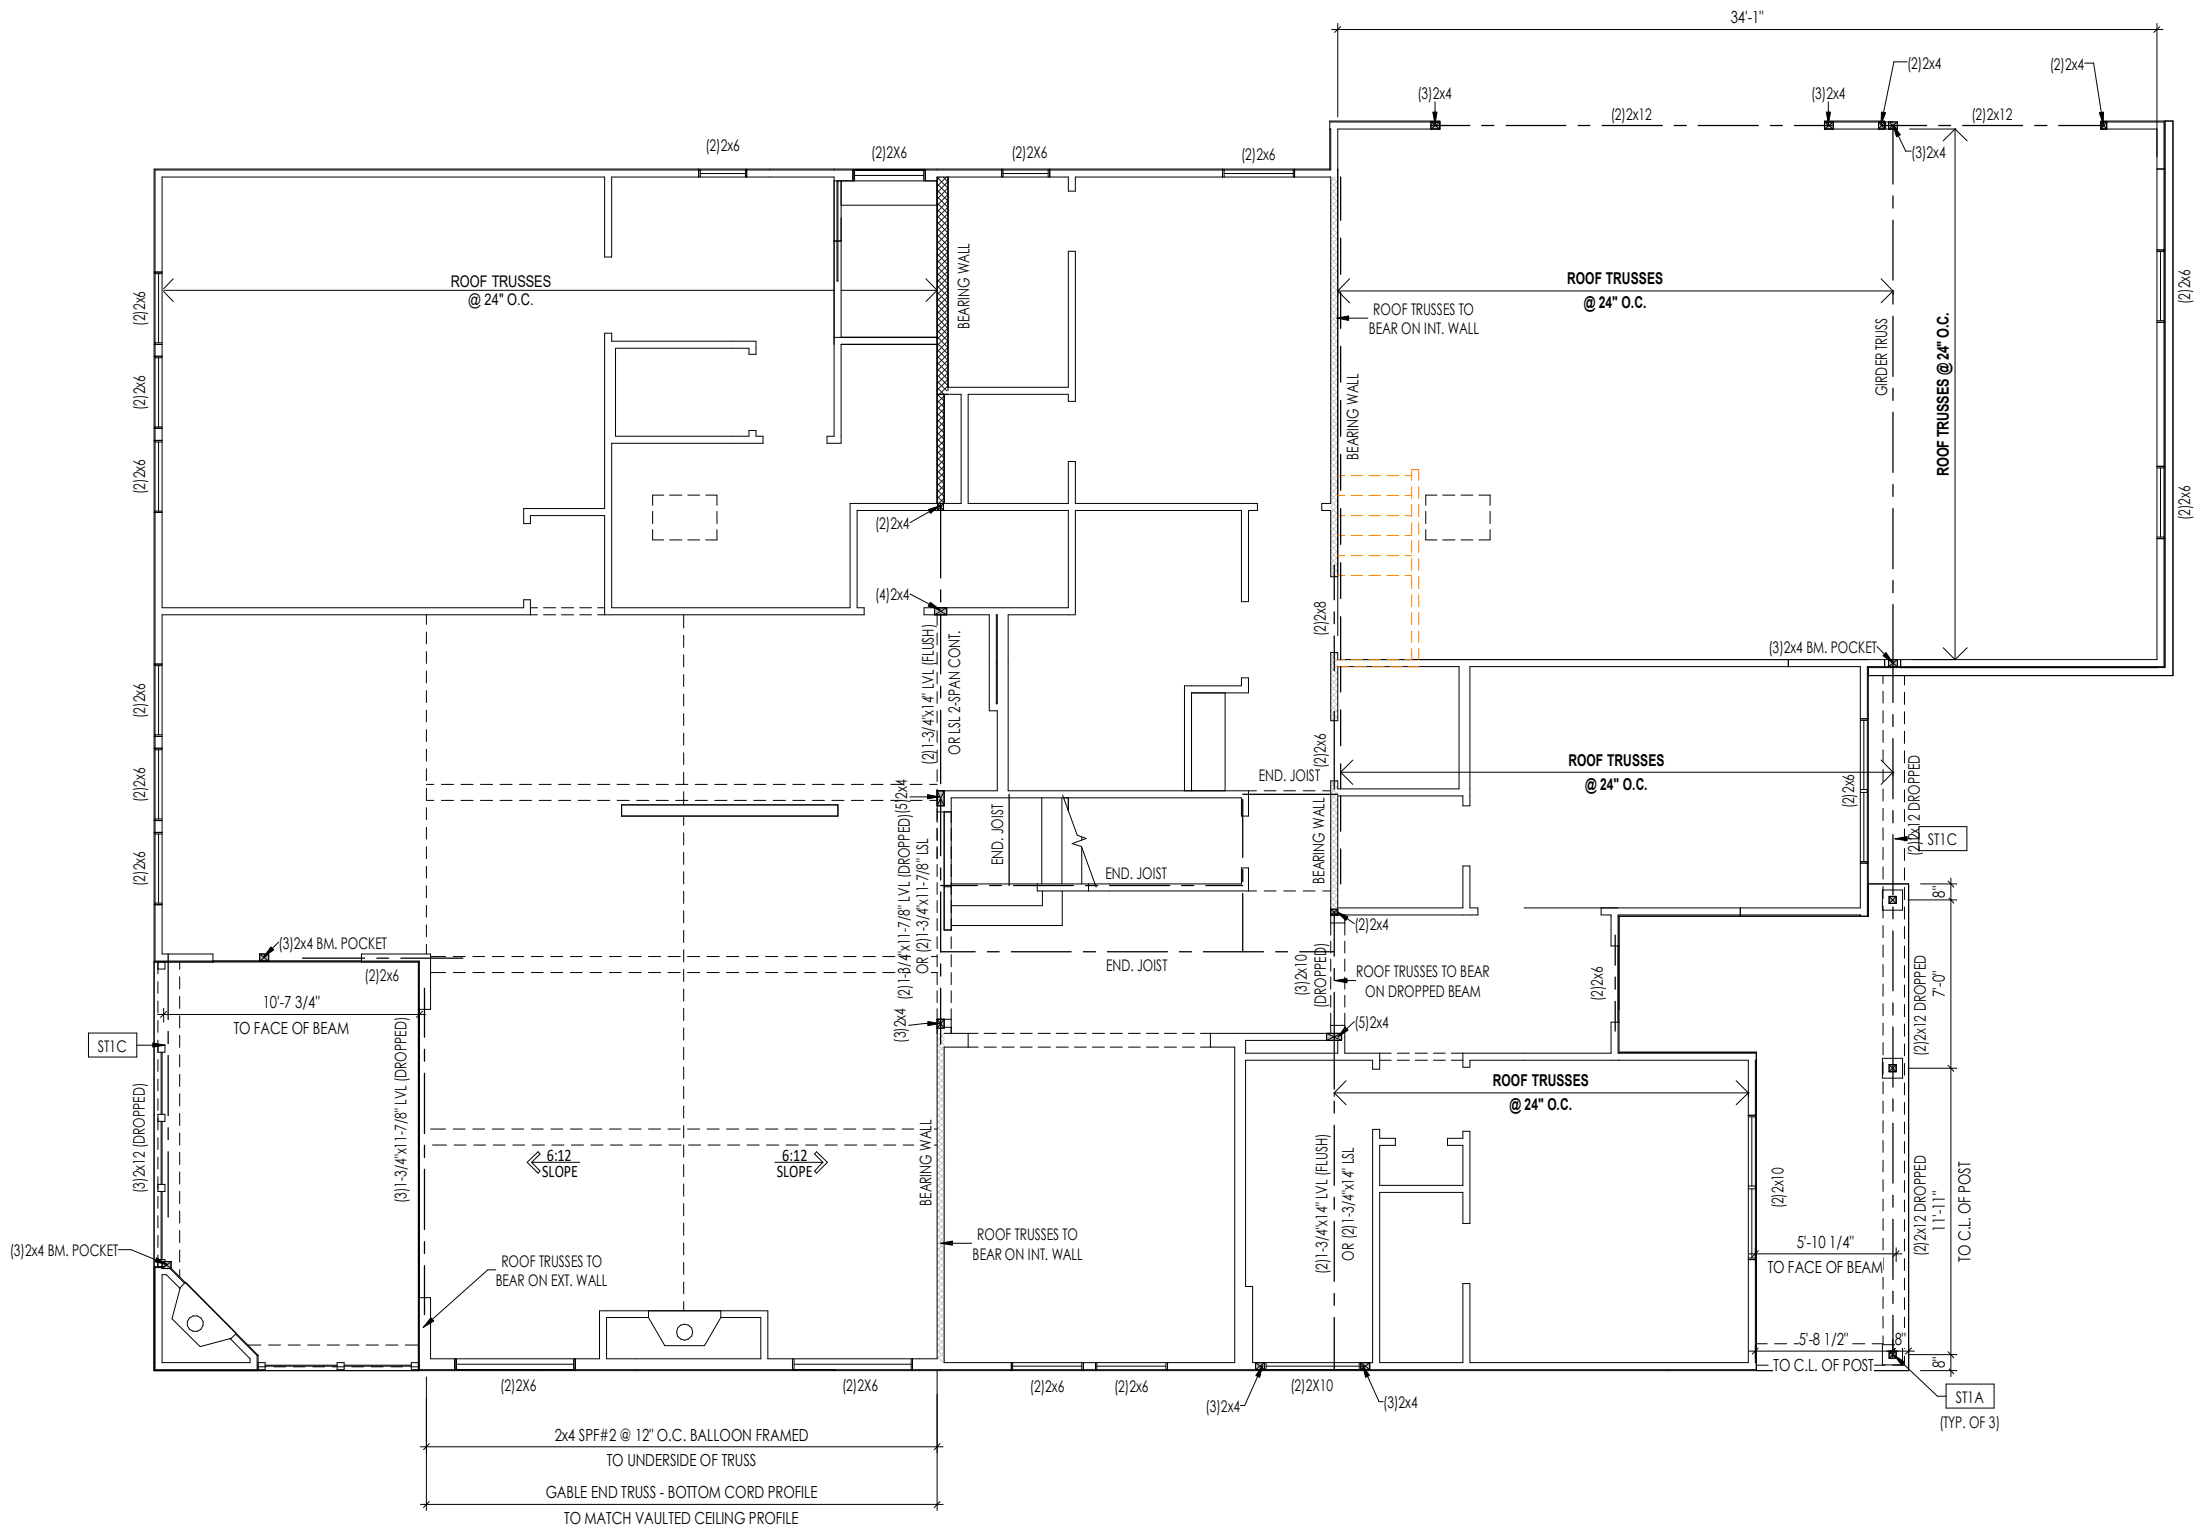 34'-1"
(2)2x4
(2)2x4
(3)2x4
(2)2x12
(3)2x4
(2)2x12
(3)2x4
(2)2x6
(2)2X6
(2)2X6
(2)2x6
BEARING WALL
ROOF TRUSSES
@ 24" O.C.
(2)2x6
(2)2x6
(2)2x6
ROOF TRUSSES TO
BEAR ON INT. WALL
BEARING WALL
ROOF TRUSSES
@ 24" O.C.
GIRDER TRUSS
ROOF TRUSSES @ 24" O.C.
(2)2x6
(2)2x6
(2)2x4
(4)2x4
(2)1-3/4"x14" LVL (FLUSH)
OR LSL 2-SPAN CONT.
(2)2x8
(3)2x4 BM. POCKET
(2)2x6
(2)2x6
(2)2x6
(2)2x6
END. JOIST
ROOF TRUSSES
@ 24" O.C.
(2)2x6
(2)2x12 DROPPED
ST1C
(5)2x4
END. JOIST
END. JOIST
BEARING WALL
(2)1-3/4"x11-7/8" LVL (DROPPED)
OR (2)1-3/4"x11-7/8" LSL
8"
(2)2x4
(3)2x4 BM. POCKET
(2)2x6
END. JOIST
(3)2x10
(DROPPED)
ROOF TRUSSES TO BEAR
ON DROPPED BEAM
(2)2x6
(2)2x12 DROPPED
7'-0"
10'-7 3/4"
TO FACE OF BEAM
ST1C
(3)2x4
(5)2x4
(3)2x12 (DROPPED)
(3)1-3/4"x11-7/8" LVL (DROPPED)
ROOF TRUSSES
@ 24" O.C.
6:12
SLOPE
6:12
SLOPE
BEARING WALL
(2)1-3/4"x14" LVL (FLUSH)
OR (2)1-3/4"x14" LSL
(2)2x10
(2)2x12 DROPPED
11'-11"
TO C.L. OF POST
(3)2x4 BM. POCKET
ROOF TRUSSES TO
BEAR ON EXT. WALL
ROOF TRUSSES TO
BEAR ON INT. WALL
5'-10 1/4"
TO FACE OF BEAM
5'-8 1/2"
8"
TO C.L. OF POST
8"
(2)2X6
(2)2X6
(2)2x6
(2)2x6
(3)2x4
(2)2X10
(3)2x4
ST1A
(TYP. OF 3)
2x4 SPF#2 @ 12" O.C. BALLOON FRAMED
TO UNDERSIDE OF TRUSS
GABLE END TRUSS - BOTTOM CORD PROFILE
TO MATCH VAULTED CEILING PROFILE